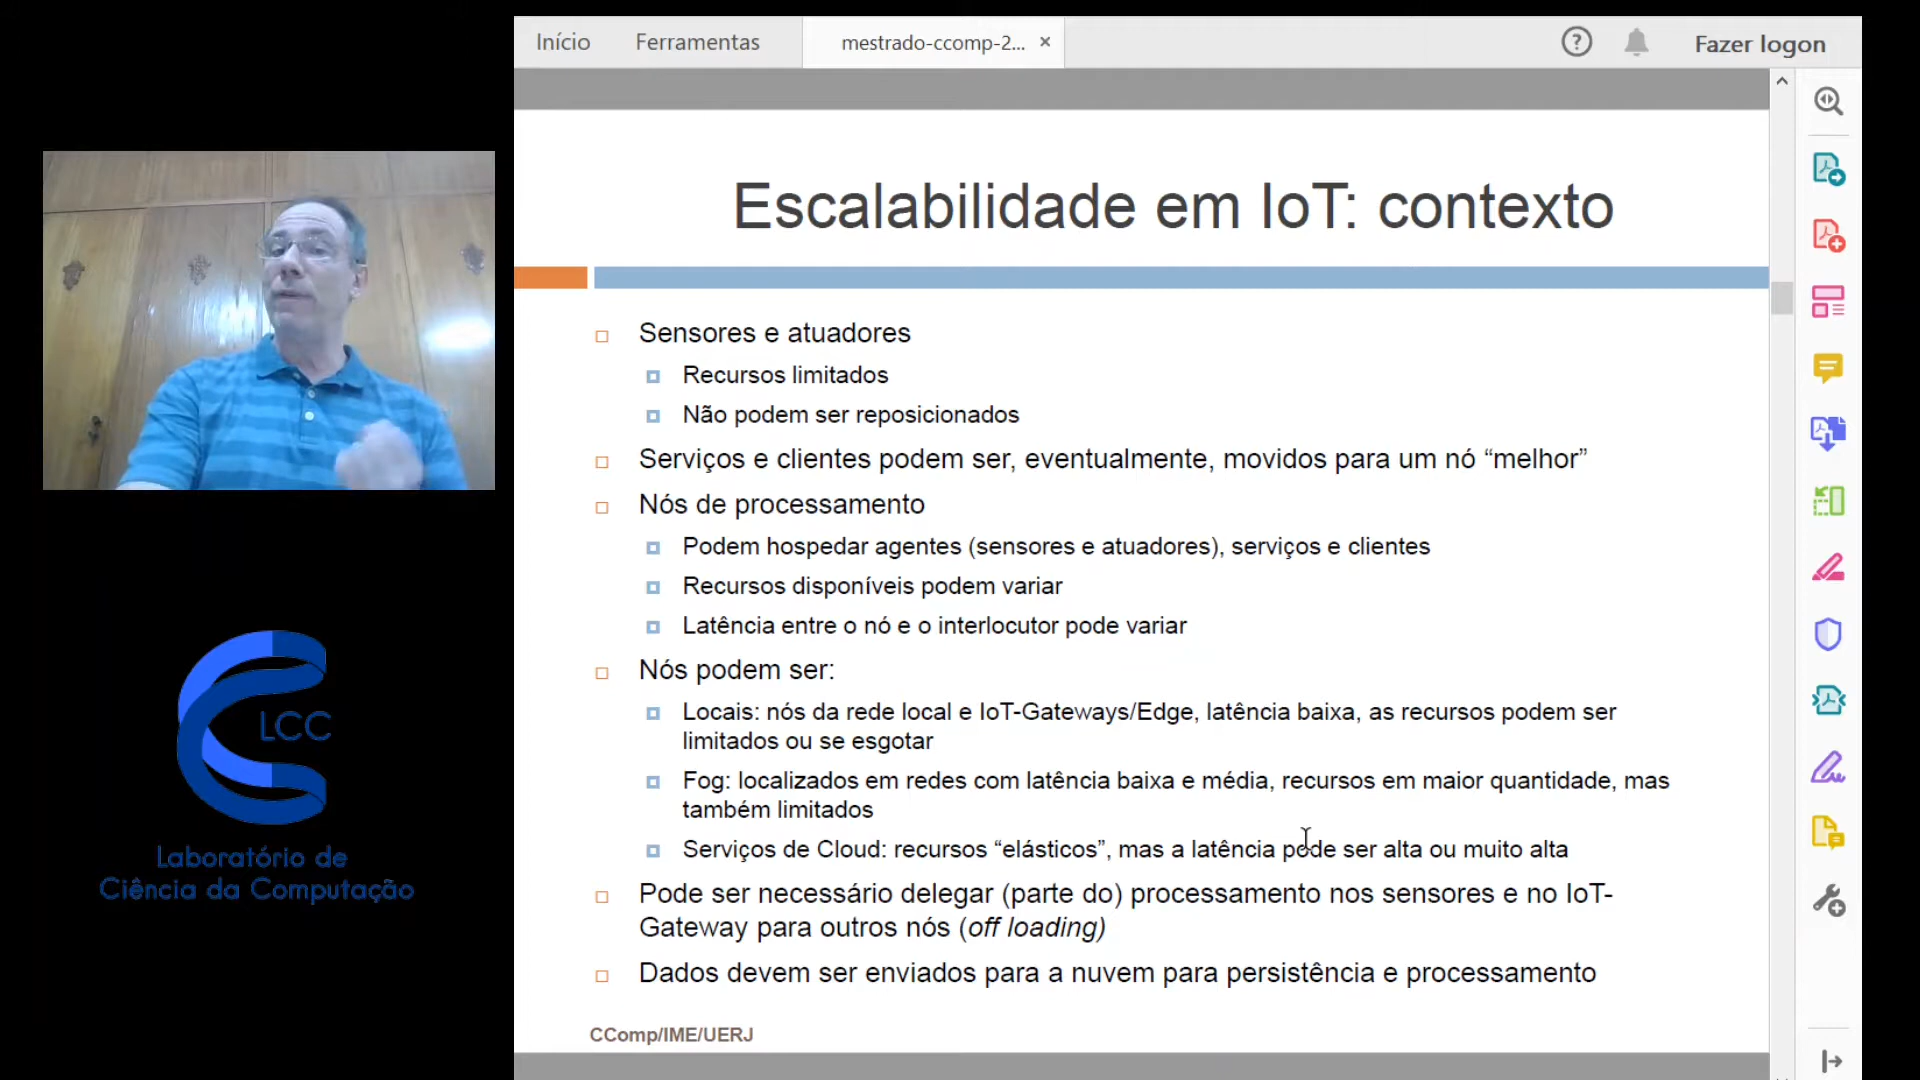 Início
Ferramentas
mestrado-ccomp-2... ×
?
Fazer logon
Escalabilidade em IoT: contexto
Sensores e atuadores
Recursos limitados
Não podem ser reposicionados
Serviços e clientes podem ser, eventualmente, movidos para um nó “melhor”
Nós de processamento
Podem hospedar agentes (sensores e atuadores), serviços e clientes
Recursos disponíveis podem variar
Latência entre o nó e o interlocutor pode variar
Nós podem ser:
Locais: nós da rede local e IoT-Gateways/Edge, latência baixa, as recursos podem ser
limitados ou se esgotar
Fog: localizados em redes com latência baixa e média, recursos em maior quantidade, mas
também limitados
Serviços de Cloud: recursos “elásticos”, mas a latência pode ser alta ou muito alta
Pode ser necessário delegar (parte do) processamento nos sensores e no IoT-
Gateway para outros nós (off loading)
Dados devem ser enviados para a nuvem para persistência e processamento
CComp/IME/UERJ
LCC
Laboratório de
Ciência da Computação